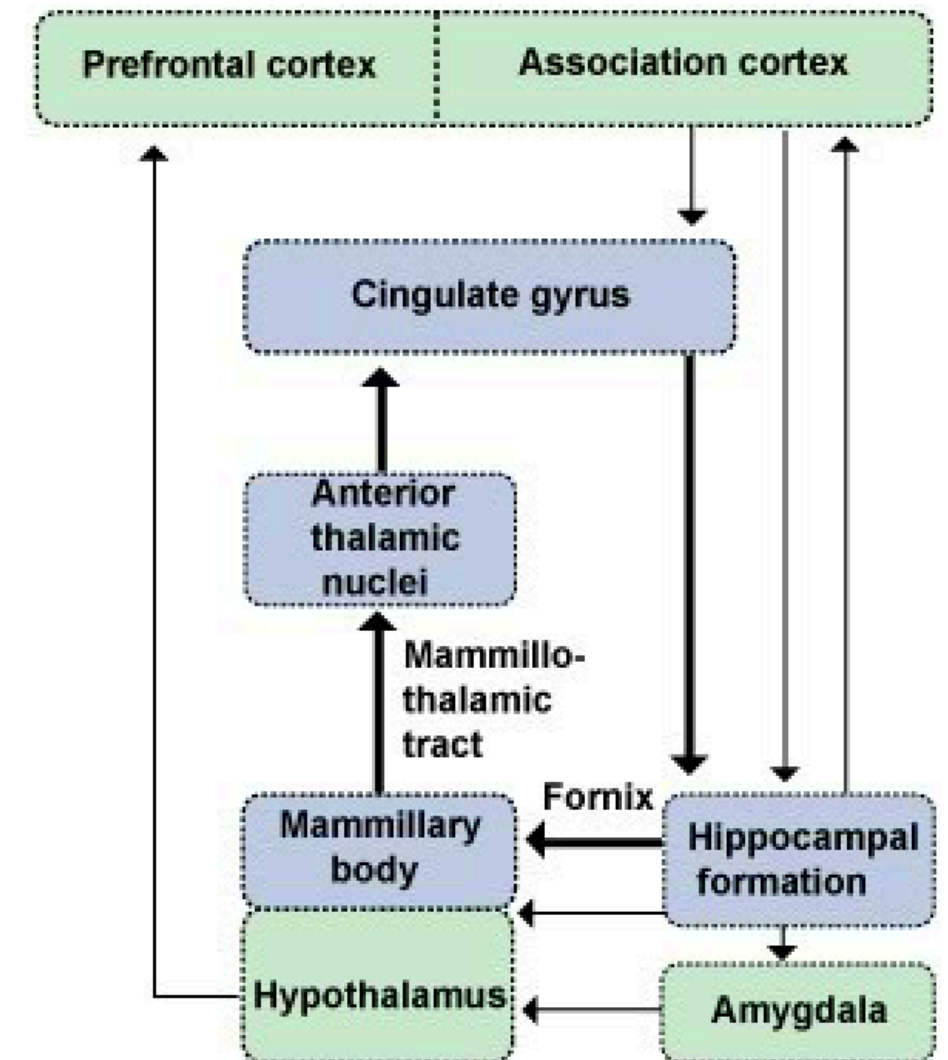 Prefrontal cortex
Association cortex
Cingulate gyrus
Anterior
thalamic
nuclei
Mammillo-
thalamic
tract
Fornix
Mammillary
body
Hippocampal
formation
Hypothalamus
Amygdala